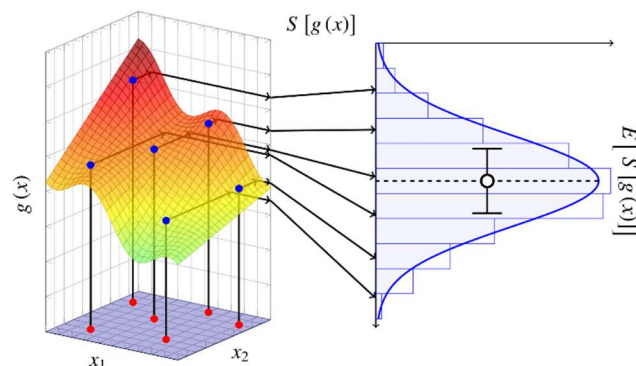 S [g (x)]
g (x)
E [ S [g (x)]]
x₁
x₂